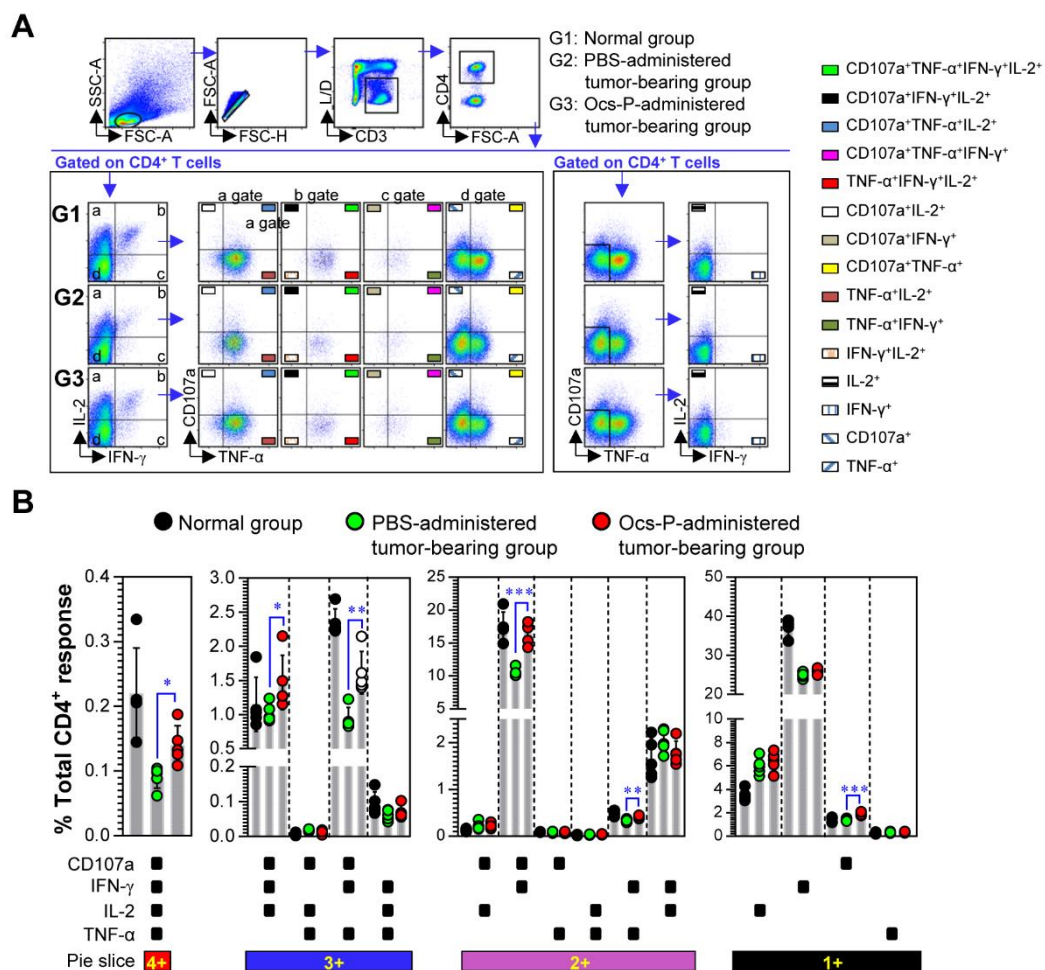 A
SSC-A
FSC-A
FSC-A
FSC-H
L/D
CD3
CD4
FSC-A
G1: Normal group
G2: PBS-administered
tumor-bearing group
G3: Ocs-P-administered
tumor-bearing group
CD107a⁺TNF-α⁺IFN-γ⁺IL-2⁺
CD107a⁺IFN-γ⁺IL-2⁺
CD107a⁺TNF-α⁺IL-2⁺
CD107a⁺TNF-α⁺IFN-γ⁺
TNF-α⁺IFN-γ⁺IL-2⁺
CD107a⁺IL-2⁺
CD107a⁺IFN-γ⁺
CD107a⁺TNF-α⁺
TNF-α⁺IL-2⁺
TNF-α⁺IFN-γ⁺
IFN-γ⁺IL-2⁺
IL-2⁺
IFN-γ⁺
CD107a⁺
TNF-α⁺
Gated on CD4⁺ T cells
Gated on CD4⁺ T cells
a gate b gate c gate d gate
a gate
G1
a b
d c
G2
a b
d c
G3
a b
d c
IL-2
IFN-γ
CD107a
TNF-α
CD107a
TNF-α
IL-2
IFN-γ
B
Normal group
PBS-administered
tumor-bearing group
Ocs-P-administered
tumor-bearing group
% Total CD4⁺ response
0.4
0.3
0.2
0.1
0.0
*
3.0
2.5
2.0
1.5
1.0
0.5
0.2
0.1
0.0
*
**
25
20
15
10
5
2
1
0
***
**
50
40
30
20
8
6
4
2
0
***
CD107a
IFN-γ
IL-2
TNF-α
Pie slice 4+ 3+ 2+ 1+